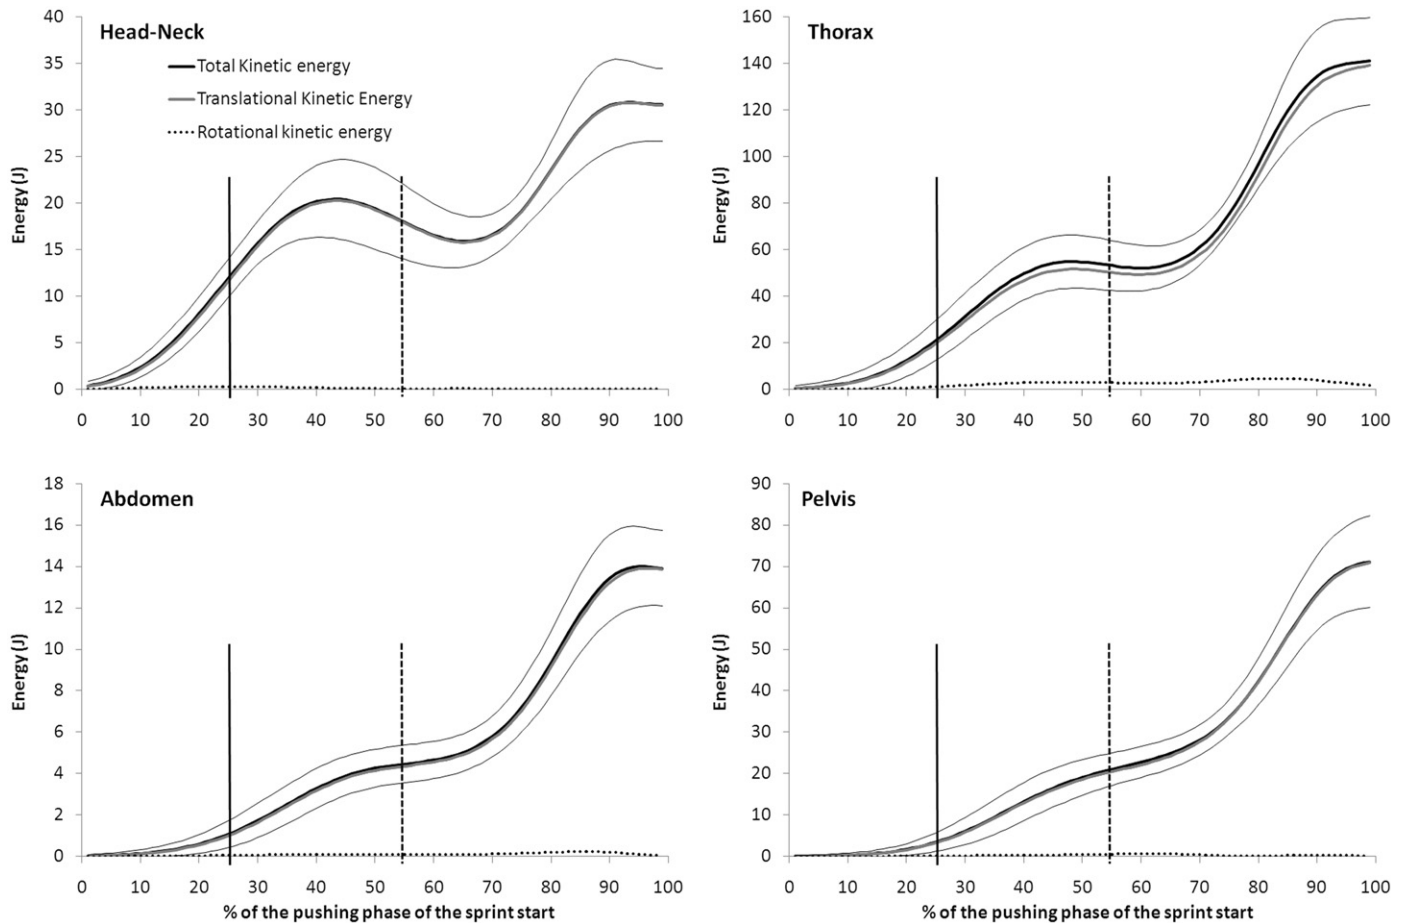 Head-Neck
Total Kinetic energy
Translational Kinetic Energy
Rotational kinetic energy
Energy (J)
40
35
30
25
20
15
10
5
0
0 10 20 30 40 50 60 70 80 90 100
Thorax
Energy (J)
160
140
120
100
80
60
40
20
0
0 10 20 30 40 50 60 70 80 90 100
Abdomen
Energy (J)
18
16
14
12
10
8
6
4
2
0
0 10 20 30 40 50 60 70 80 90 100
% of the pushing phase of the sprint start
Pelvis
Energy (J)
90
80
70
60
50
40
30
20
10
0
0 10 20 30 40 50 60 70 80 90 100
% of the pushing phase of the sprint start